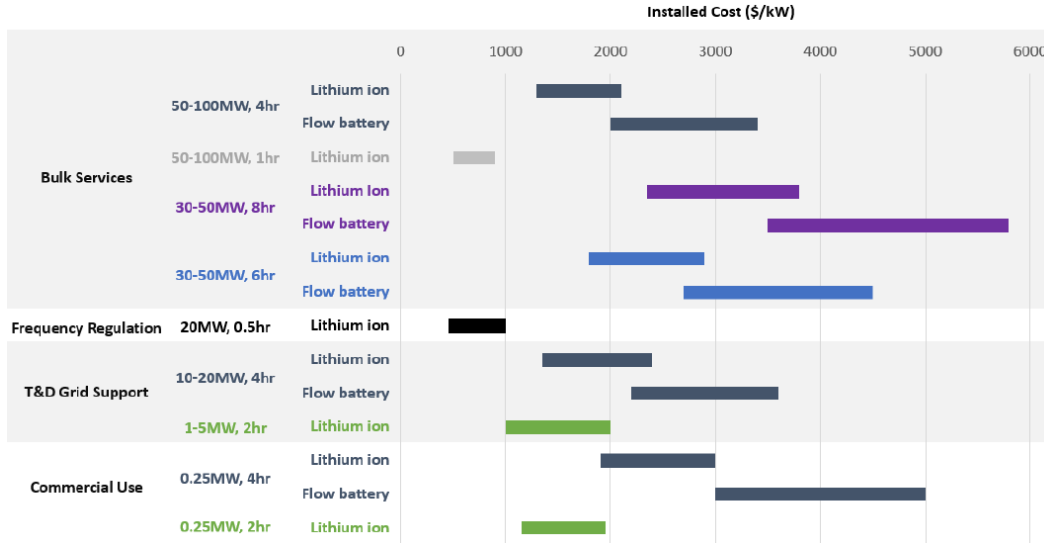 Installed Cost ($/kW)
0 1000 2000 3000 4000 5000 6000
Bulk Services
50-100MW, 4hr
Lithium ion
Flow battery
50-100MW, 1hr
Lithium ion
30-50MW, 8hr
Lithium Ion
Flow battery
30-50MW, 6hr
Lithium ion
Flow battery
Frequency Regulation
20MW, 0.5hr
Lithium ion
T&D Grid Support
10-20MW, 4hr
Lithium ion
Flow battery
1-5MW, 2hr
Lithium ion
Commercial Use
0.25MW, 4hr
Lithium ion
Flow battery
0.25MW, 2hr
Lithium ion